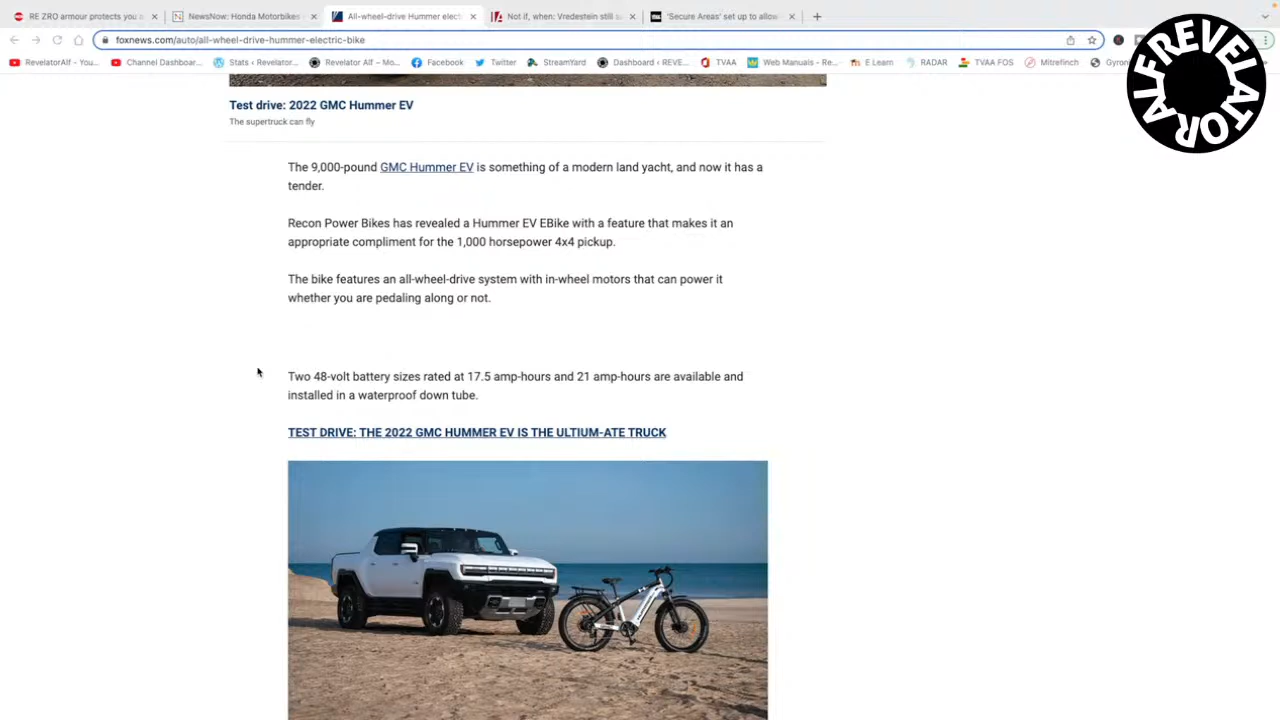 RE ZRO armour protects you a
NewsNow: Honda Motorbikes
All-wheel-drive Hummer elect
Not if, when: Vredestein still s
'Secure Areas' set up to allow
foxnews.com/auto/all-wheel-drive-hummer-electric-bike
RevelatorAlf - You... Channel Dashboar... Stats ‹ Revelator... Revelator Alf – Mo... Facebook Twitter StreamYard Dashboard ‹ REVE... TVAA Web Manuals - Re... E Learn RADAR TVAA FOS Mitrefinch Gyron
ALFREVELATOR
Test drive: 2022 GMC Hummer EV
The supertruck can fly
The 9,000-pound GMC Hummer EV is something of a modern land yacht, and now it has a
tender.
Recon Power Bikes has revealed a Hummer EV EBike with a feature that makes it an
appropriate compliment for the 1,000 horsepower 4x4 pickup.
The bike features an all-wheel-drive system with in-wheel motors that can power it
whether you are pedaling along or not.
Two 48-volt battery sizes rated at 17.5 amp-hours and 21 amp-hours are available and
installed in a waterproof down tube.
TEST DRIVE: THE 2022 GMC HUMMER EV IS THE ULTIUM-ATE TRUCK